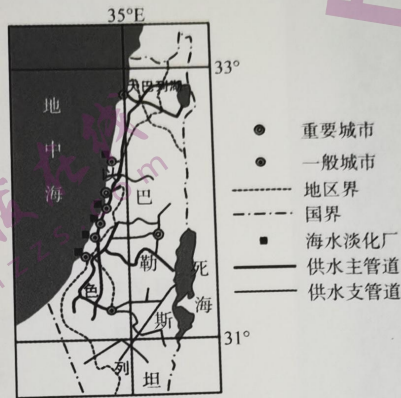 35°E
33°
太巴列湖
地中海
巴勒斯坦
以色列
死海
31°
重要城市
一般城市
地区界
国界
海水淡化厂
供水主管道
供水支管道